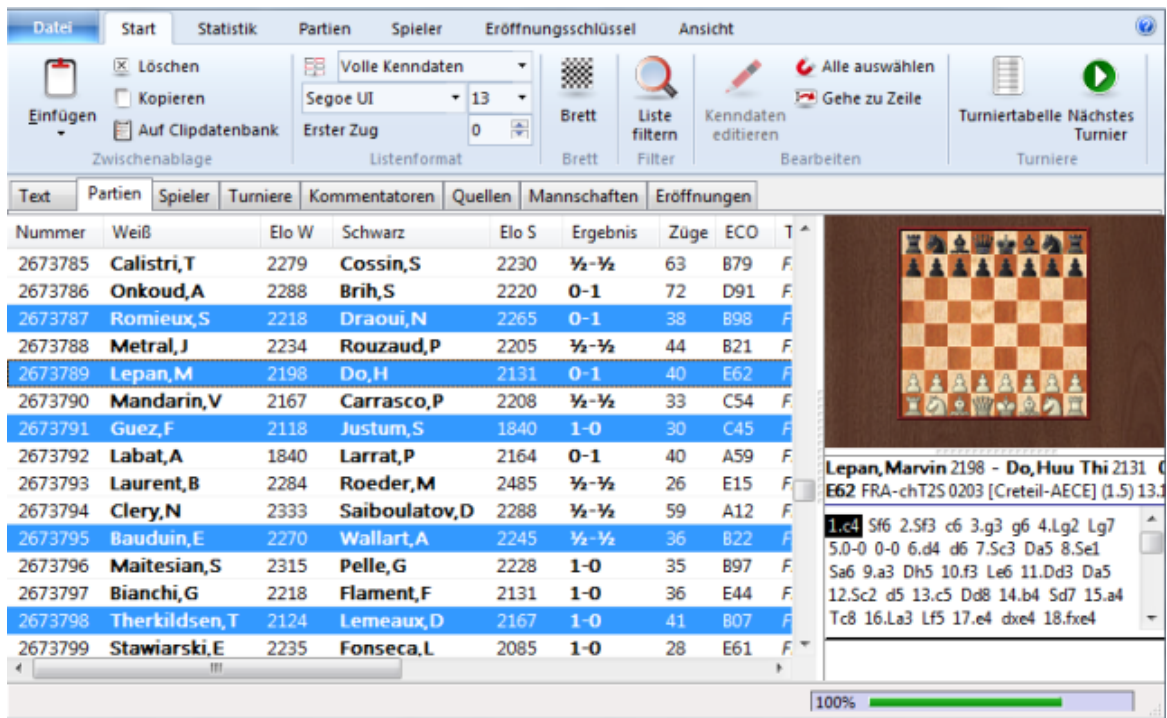 Datei Start Statistik Partien Spieler Eröffnungsschlüssel Ansicht
Löschen Volle Kenndaten Alle auswählen
Kopieren Segoe UI 13 Gehe zu Zeile
Einfügen Auf Clipdatenbank Erster Zug 0 Brett Liste filtern Kenndaten editieren Turniertabelle Nächstes Turnier
Zwischenablage Listenformat Brett Filter Bearbeiten Turniere
Text Partien Spieler Turniere Kommentatoren Quellen Mannschaften Eröffnungen
Nummer Weiß Elo W Schwarz Elo S Ergebnis Züge ECO T
2673785 Calistri,T 2279 Cossin,S 2230 ½-½ 63 B79 F
2673786 Onkoud,A 2288 Brih,S 2220 0-1 72 D91 F
2673787 Romieux,S 2218 Draoui,N 2265 0-1 38 B98 F
2673788 Metral,J 2234 Rouzaud,P 2205 ½-½ 44 B21 F
2673789 Lepan,M 2198 Do,H 2131 0-1 40 E62 F
2673790 Mandarin,V 2167 Carrasco,P 2208 ½-½ 33 C54 F
2673791 Guez,F 2118 Justum,S 1840 1-0 30 C45 F
2673792 Labat,A 1840 Larrat,P 2164 0-1 40 A59 F
2673793 Laurent,B 2284 Roeder,M 2485 ½-½ 26 E15 F
2673794 Clery,N 2333 Saiboulatov,D 2288 ½-½ 59 A12 F
2673795 Bauduin,E 2270 Wallart,A 2245 ½-½ 36 B22 F
2673796 Maitesian,S 2315 Pelle,G 2228 1-0 35 B97 F
2673797 Bianchi,G 2218 Flament,F 2131 1-0 36 E44 F
2673798 Therkildsen,T 2124 Lemeaux,D 2167 1-0 41 B07 F
2673799 Stawiarski,E 2235 Fonseca,L 2085 1-0 28 E61 F
Lepan,Marvin 2198 - Do,Huu Thi 2131
E62 FRA-chT2S 0203 [Creteil-AECE] (1.5) 13.1
1.c4 Sf6 2.Sf3 c6 3.g3 g6 4.Lg2 Lg7
5.0-0 0-0 6.d4 d6 7.Sc3 Da5 8.Se1
Sa6 9.a3 Dh5 10.f3 Le6 11.Dd3 Da5
12.Sc2 d5 13.c5 Dd8 14.b4 Sd7 15.a4
Tc8 16.La3 Lf5 17.e4 dxe4 18.fxe4
100%